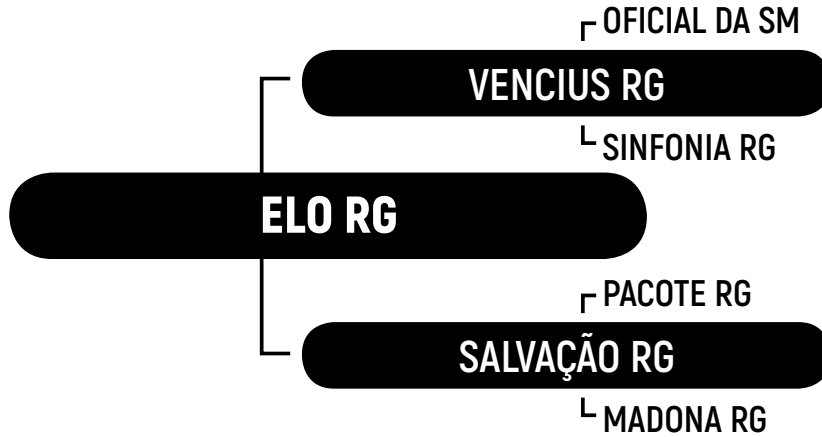 OFICIAL DA SM
VENCIUS RG
SINFONIA RG
ELO RG
PACOTE RG
SALVAÇÃO RG
MADONA RG